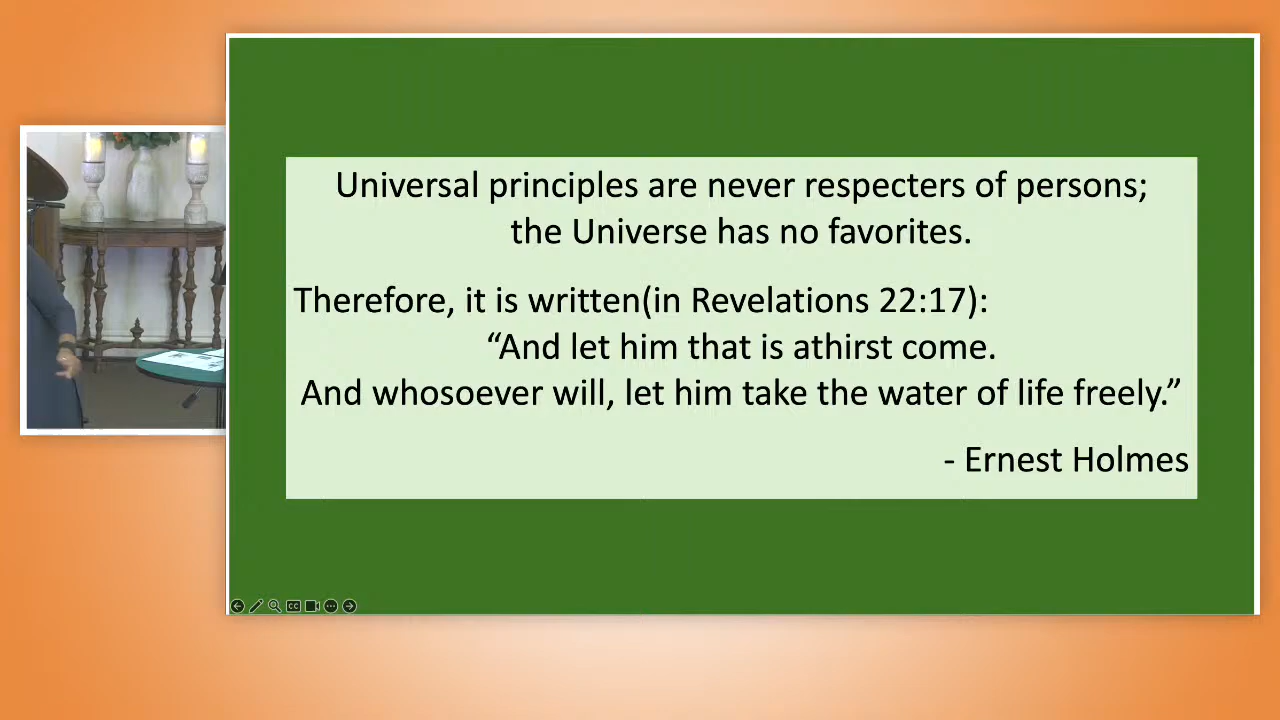 Universal principles are never respecters of persons;
the Universe has no favorites.
Therefore, it is written(in Revelations 22:17):
“And let him that is athirst come.
And whosoever will, let him take the water of life freely.”
- Ernest Holmes
CC